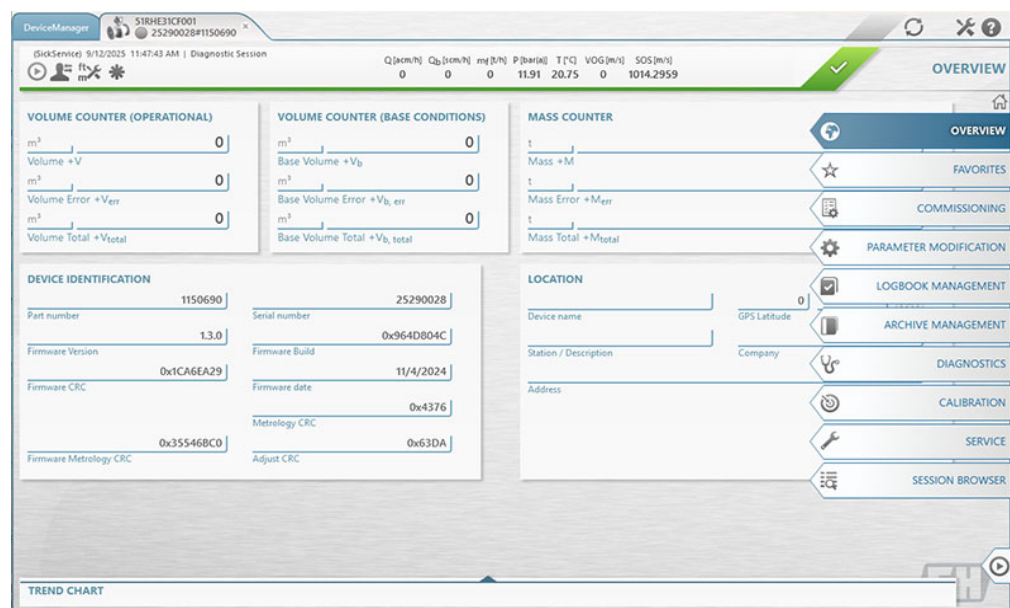 DeviceManager
51RHE31CF001
25290028#1150690
(SickService) 9/12/2025 11:47:43 AM | Diagnostic Session
Q [acm/h] Qb [scm/h] mf [t/h] P [bar(a)] T [°C] VOG [m/s] SOS [m/s]
0 0 0 11.91 20.75 0 1014.2959
OVERVIEW
VOLUME COUNTER (OPERATIONAL)
m³ 0
Volume +V
m³ 0
Volume Error +Verr
m³ 0
Volume Total +Vtotal
VOLUME COUNTER (BASE CONDITIONS)
m³ 0
Base Volume +Vb
m³ 0
Base Volume Error +Vb, err
m³ 0
Base Volume Total +Vb, total
MASS COUNTER
t
Mass +M
t
Mass Error +Merr
t
Mass Total +Mtotal
DEVICE IDENTIFICATION
1150690 25290028
Part number Serial number
1.3.0 0x964D804C
Firmware Version Firmware Build
0x1CA6EA29 11/4/2024
Firmware CRC Firmware date
0x4376
Metrology CRC
0x35546BC0 0x63DA
Firmware Metrology CRC Adjust CRC
LOCATION
0
Device name GPS Latitude
Station / Description Company
Address
OVERVIEW
FAVORITES
COMMISSIONING
PARAMETER MODIFICATION
LOGBOOK MANAGEMENT
ARCHIVE MANAGEMENT
DIAGNOSTICS
CALIBRATION
SERVICE
SESSION BROWSER
TREND CHART